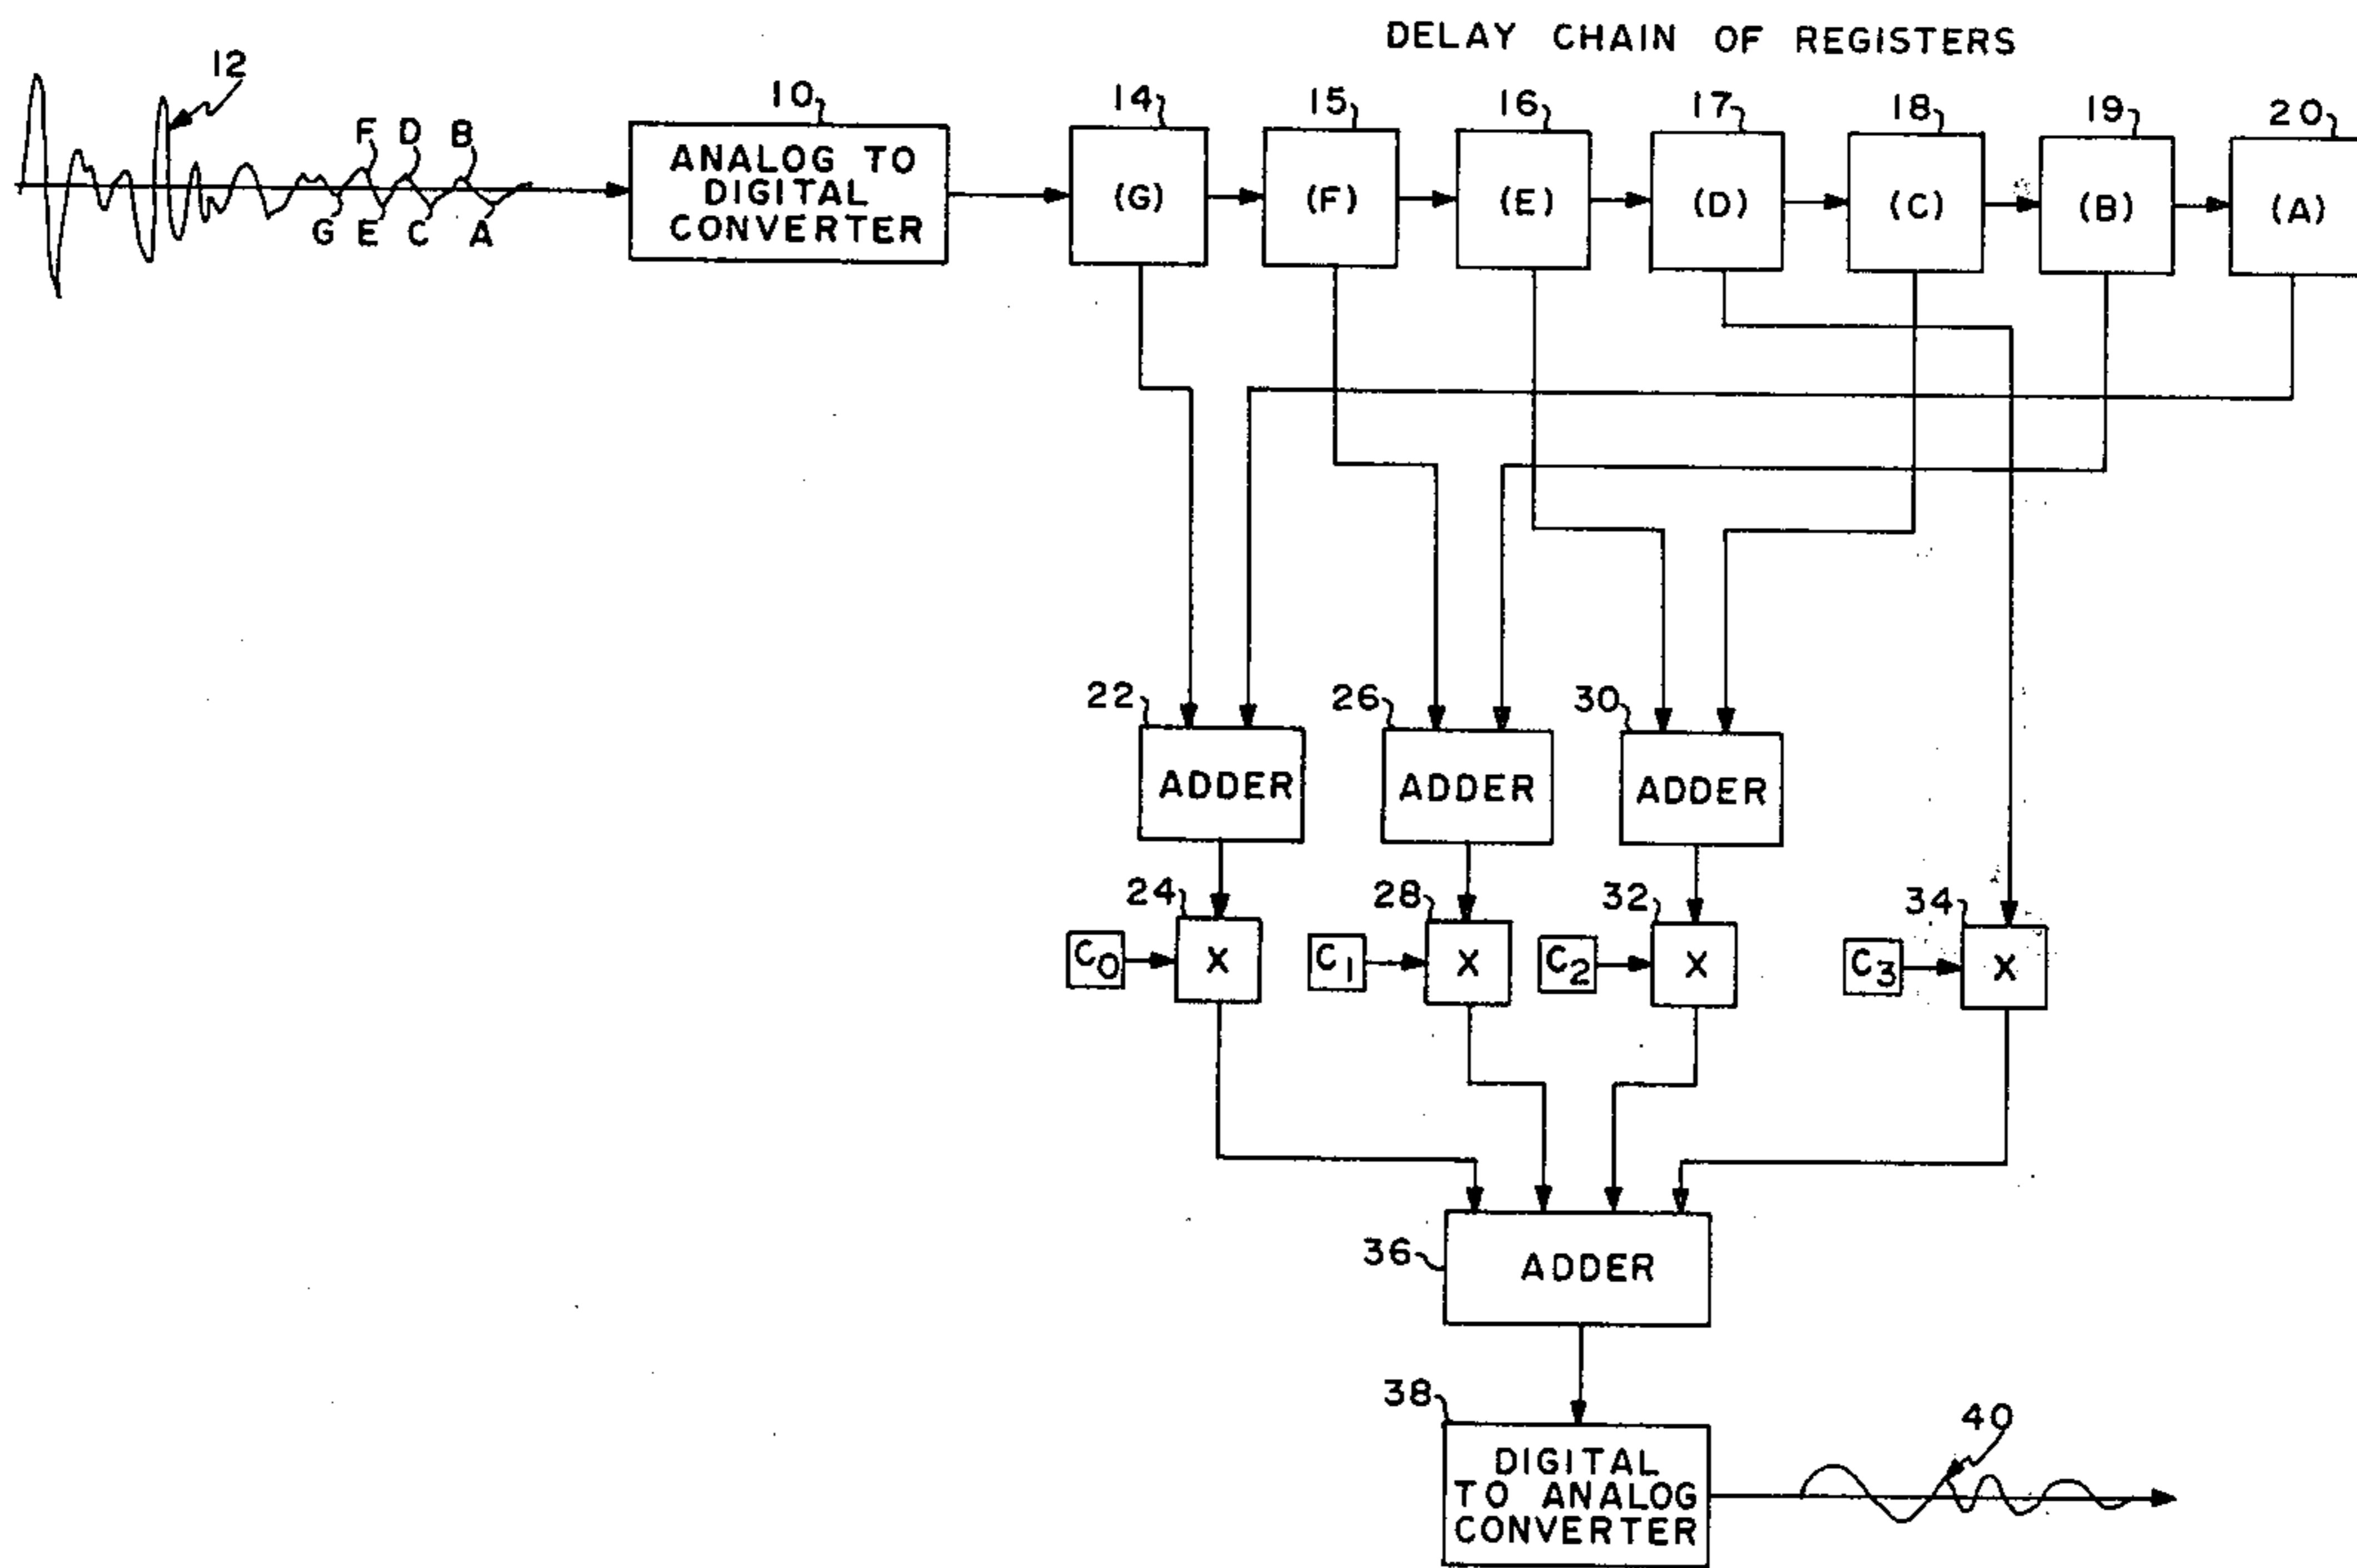 DELAY CHAIN OF REGISTERS
12
10
14
15
16
17
18
19
20
F D B
G E C A
ANALOG TO
DIGITAL
CONVERTER
(G)
(F)
(E)
(D)
(C)
(B)
(A)
22
26
30
ADDER
ADDER
ADDER
24
28
32
34
C0
X
C1
X
C2
X
C3
X
36
ADDER
38
DIGITAL
TO ANALOG
CONVERTER
40